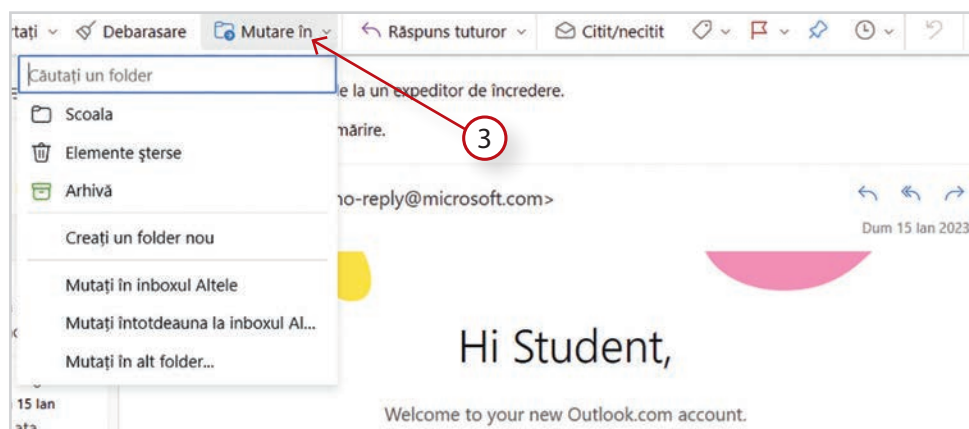 Debarasare Mutare în Răspuns tuturor Citit/necitit
Căutați un folder
e la un expeditor de încredere.
Scoala
mărire.
3
Elemente șterse
Arhivă
no-reply@microsoft.com>
Dum 15 Ian 2023
Creați un folder nou
Mutați în inboxul Altele
Mutați întotdeauna la inboxul Al...
Mutați în alt folder...
Hi Student,
15 Ian
Welcome to your new Outlook.com account.